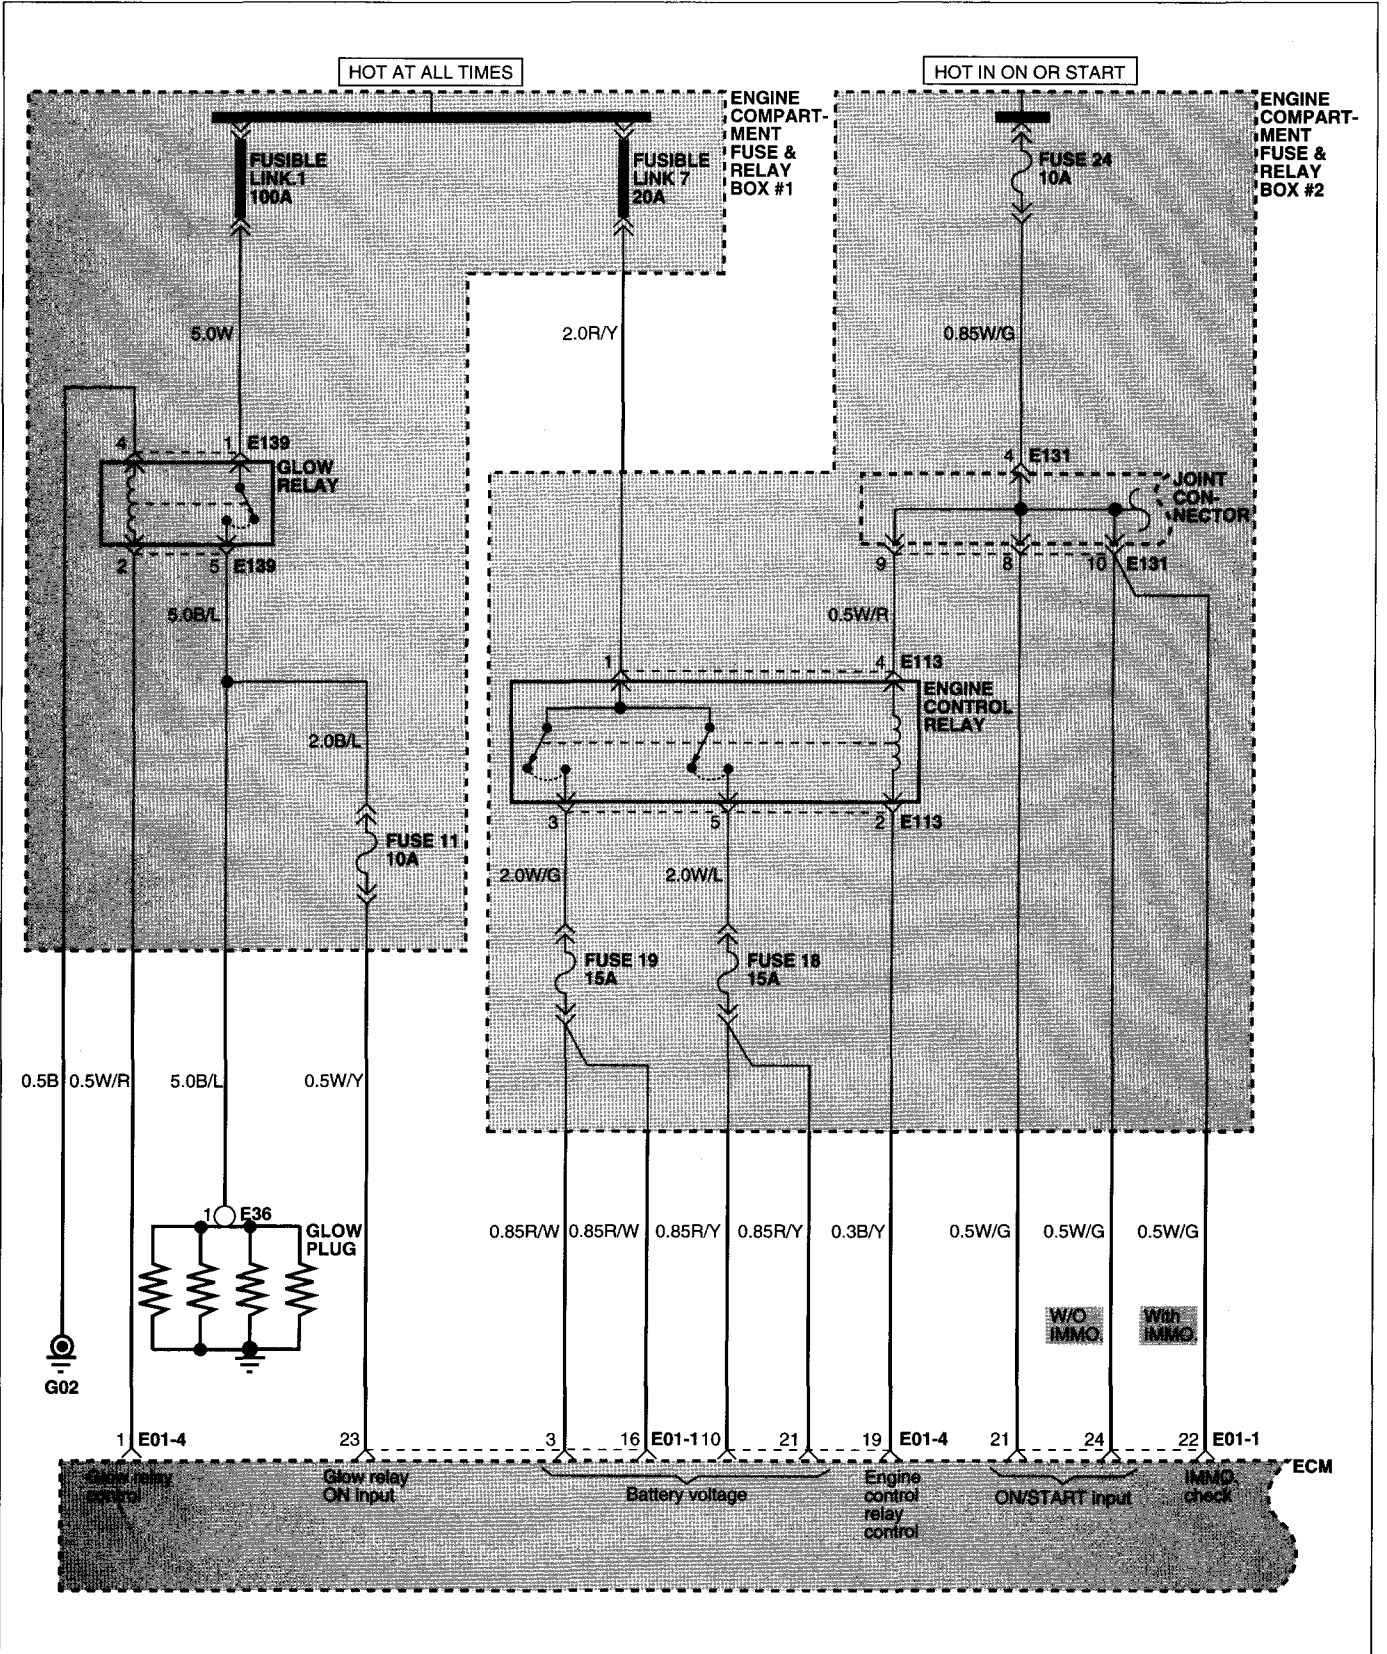 HOT AT ALL TIMES
HOT IN ON OR START
ENGINE
COMPART-
MENT
FUSE &
RELAY
BOX #1
ENGINE
COMPART-
MENT
FUSE &
RELAY
BOX #2
FUSIBLE
LINK.1
100A
FUSIBLE
LINK 7
20A
FUSE 24
10A
5.0W
2.0R/Y
0.85W/G
4
1
E139
GLOW
RELAY
2
5
E139
4
E131
JOINT
CON-
NECTOR
9
8
10
E131
5.0B/L
0.5W/R
1
4
E113
ENGINE
CONTROL
RELAY
2.0B/L
3
5
2
E113
FUSE 11
10A
2.0W/G
2.0W/L
FUSE 19
15A
FUSE 18
15A
0.5B
0.5W/R
5.0B/L
0.5W/Y
1
E36
GLOW
PLUG
0.85R/W
0.85R/W
0.85R/Y
0.85R/Y
0.3B/Y
0.5W/G
0.5W/G
0.5W/G
W/O
IMMO.
With
IMMO.
G02
1
E01-4
23
3
16
E01-1
10
21
19
E01-4
21
24
22
E01-1
ECM
Glow relay
control
Glow relay
ON input
Battery voltage
Engine
control
relay
control
ON/START input
IMMO.
check